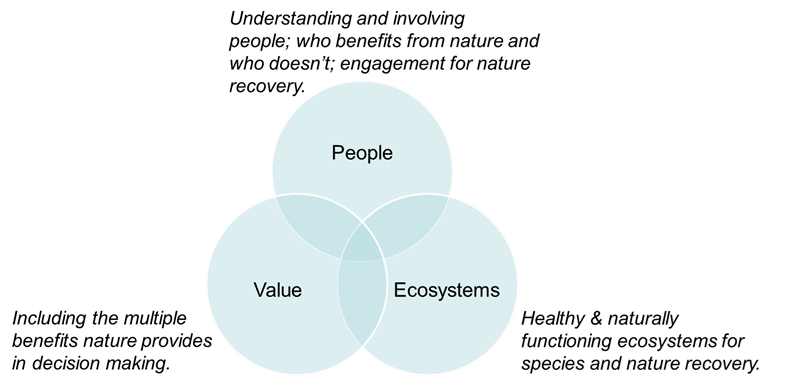 Understanding and involving
people; who benefits from nature and
who doesn't; engagement for nature
recovery.
People
Value
Ecosystems
Including the multiple
benefits nature provides
in decision making.
Healthy & naturally
functioning ecosystems for
species and nature recovery.